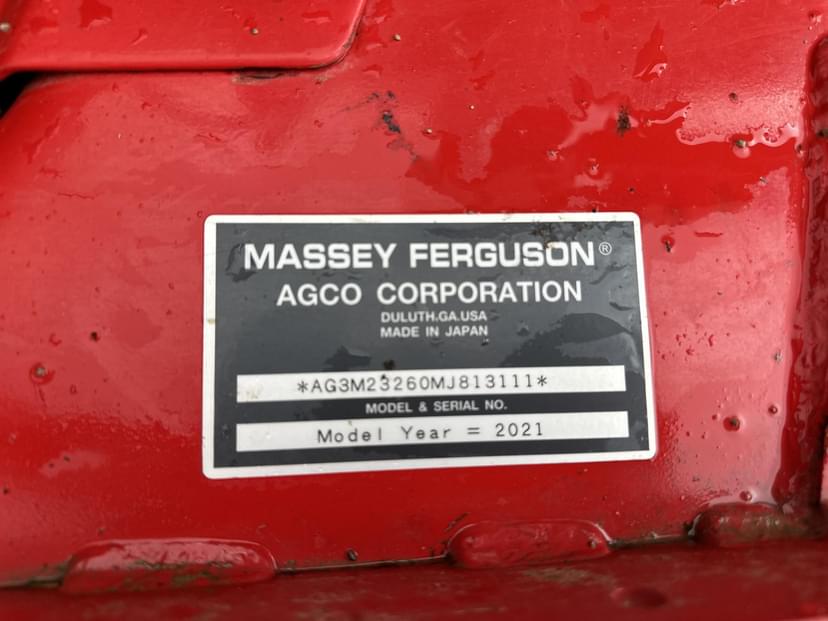 MASSEY FERGUSON®
AGCO CORPORATION
DULUTH.GA.USA
MADE IN JAPAN
*AG3M23260MJ813111*
MODEL & SERIAL NO.
Model Year = 2021